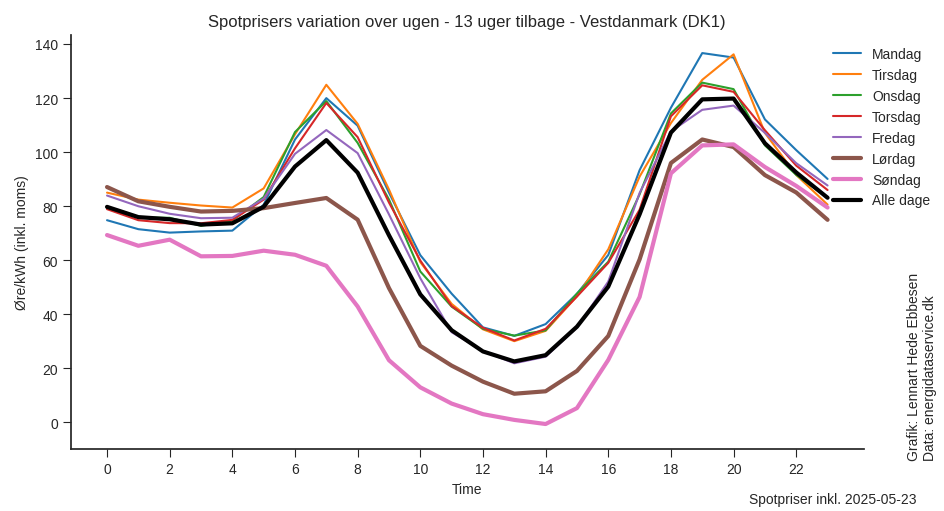 Spotprisers variation over ugen - 13 uger tilbage - Vestdanmark (DK1)
Øre/kWh (inkl. moms)
140
120
100
80
60
40
20
0
0 2 4 6 8 10 12 14 16 18 20 22
Time
Mandag
Tirsdag
Onsdag
Torsdag
Fredag
Lørdag
Søndag
Alle dage
Grafik: Lennart Hede Ebbesen
Data: energidataservice.dk
Spotpriser inkl. 2025-05-23